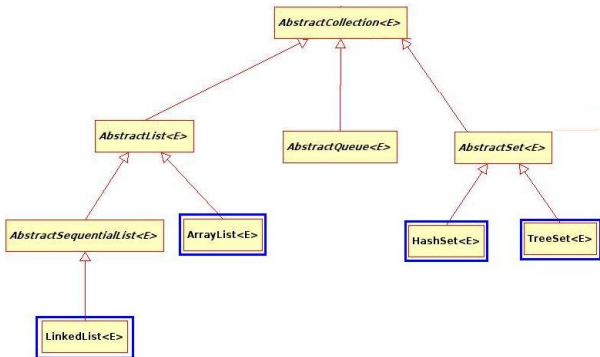 AbstractCollection<E>
AbstractList<E>
AbstractQueue<E>
AbstractSet<E>
AbstractSequentialList<E>
ArrayList<E>
HashSet<E>
TreeSet<E>
LinkedList<E>